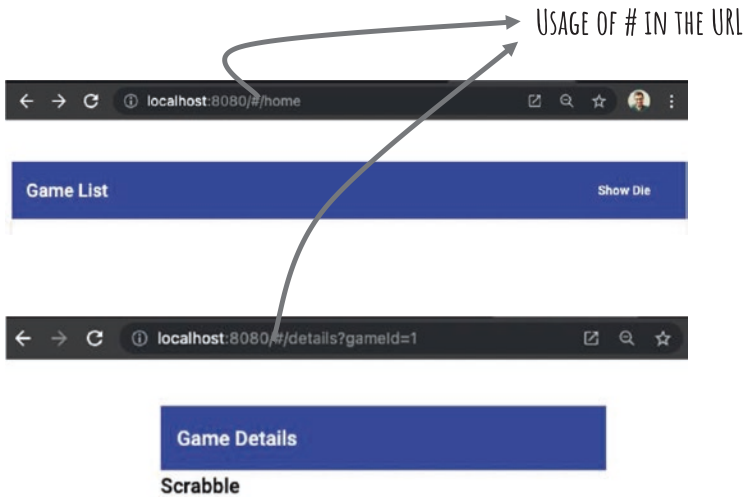 USAGE OF # IN THE URL
localhost:8080/#/home
Game List
Show Die
localhost:8080/#/details?gameId=1
Game Details
Scrabble